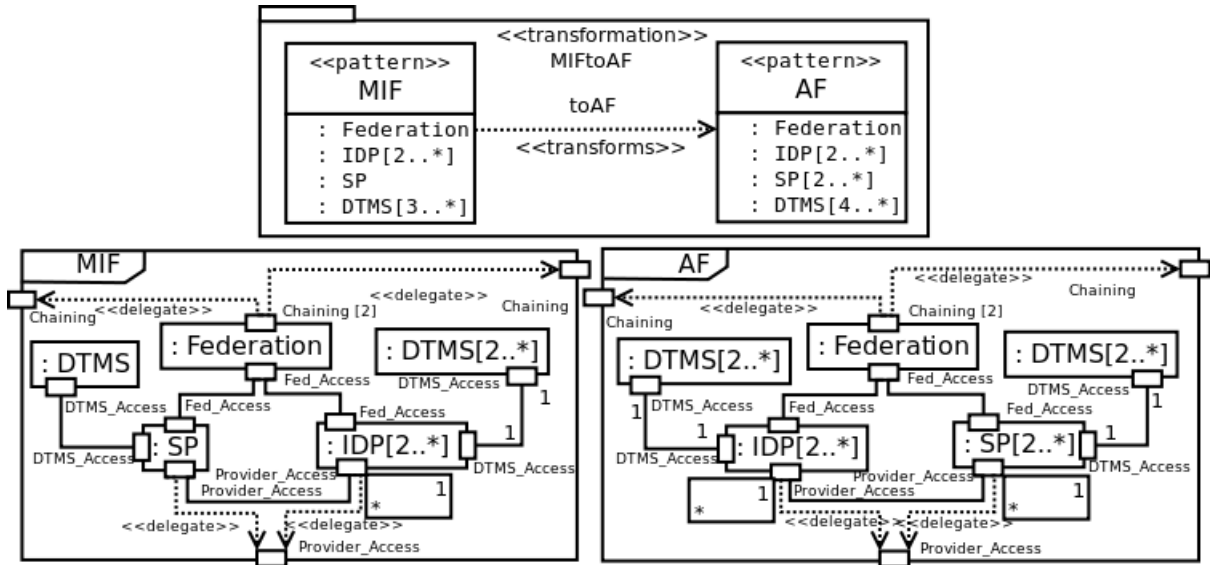 <<transformation>>
MIFtoAF
<<pattern>>
MIF
: Federation
: IDP[2..*]
: SP
: DTMS[3..*]
toAF
<<transforms>>
<<pattern>>
AF
: Federation
: IDP[2..*]
: SP[2..*]
: DTMS[4..*]
MIF
<<delegate>>
<<delegate>>
Chaining
Chaining
Chaining [2]
: Federation
: DTMS
: DTMS[2..*]
Fed_Access
DTMS_Access
DTMS_Access
Fed_Access
Fed_Access
1
: SP
: IDP[2..*]
1
DTMS_Access
DTMS_Access
Provider_Access
Provider_Access
1
*
<<delegate>>
<<delegate>>
Provider_Access
AF
<<delegate>>
<<delegate>>
Chaining
Chaining
Chaining [2]
: Federation
: DTMS[2..*]
: DTMS[2..*]
Fed_Access
DTMS_Access
DTMS_Access
Fed_Access
Fed_Access
1
1
1
1
: IDP[2..*]
: SP[2..*]
DTMS_Access
DTMS_Access
Provider_Access
Provider_Access
1
*
1
*
<<delegate>>
<<delegate>>
Provider_Access